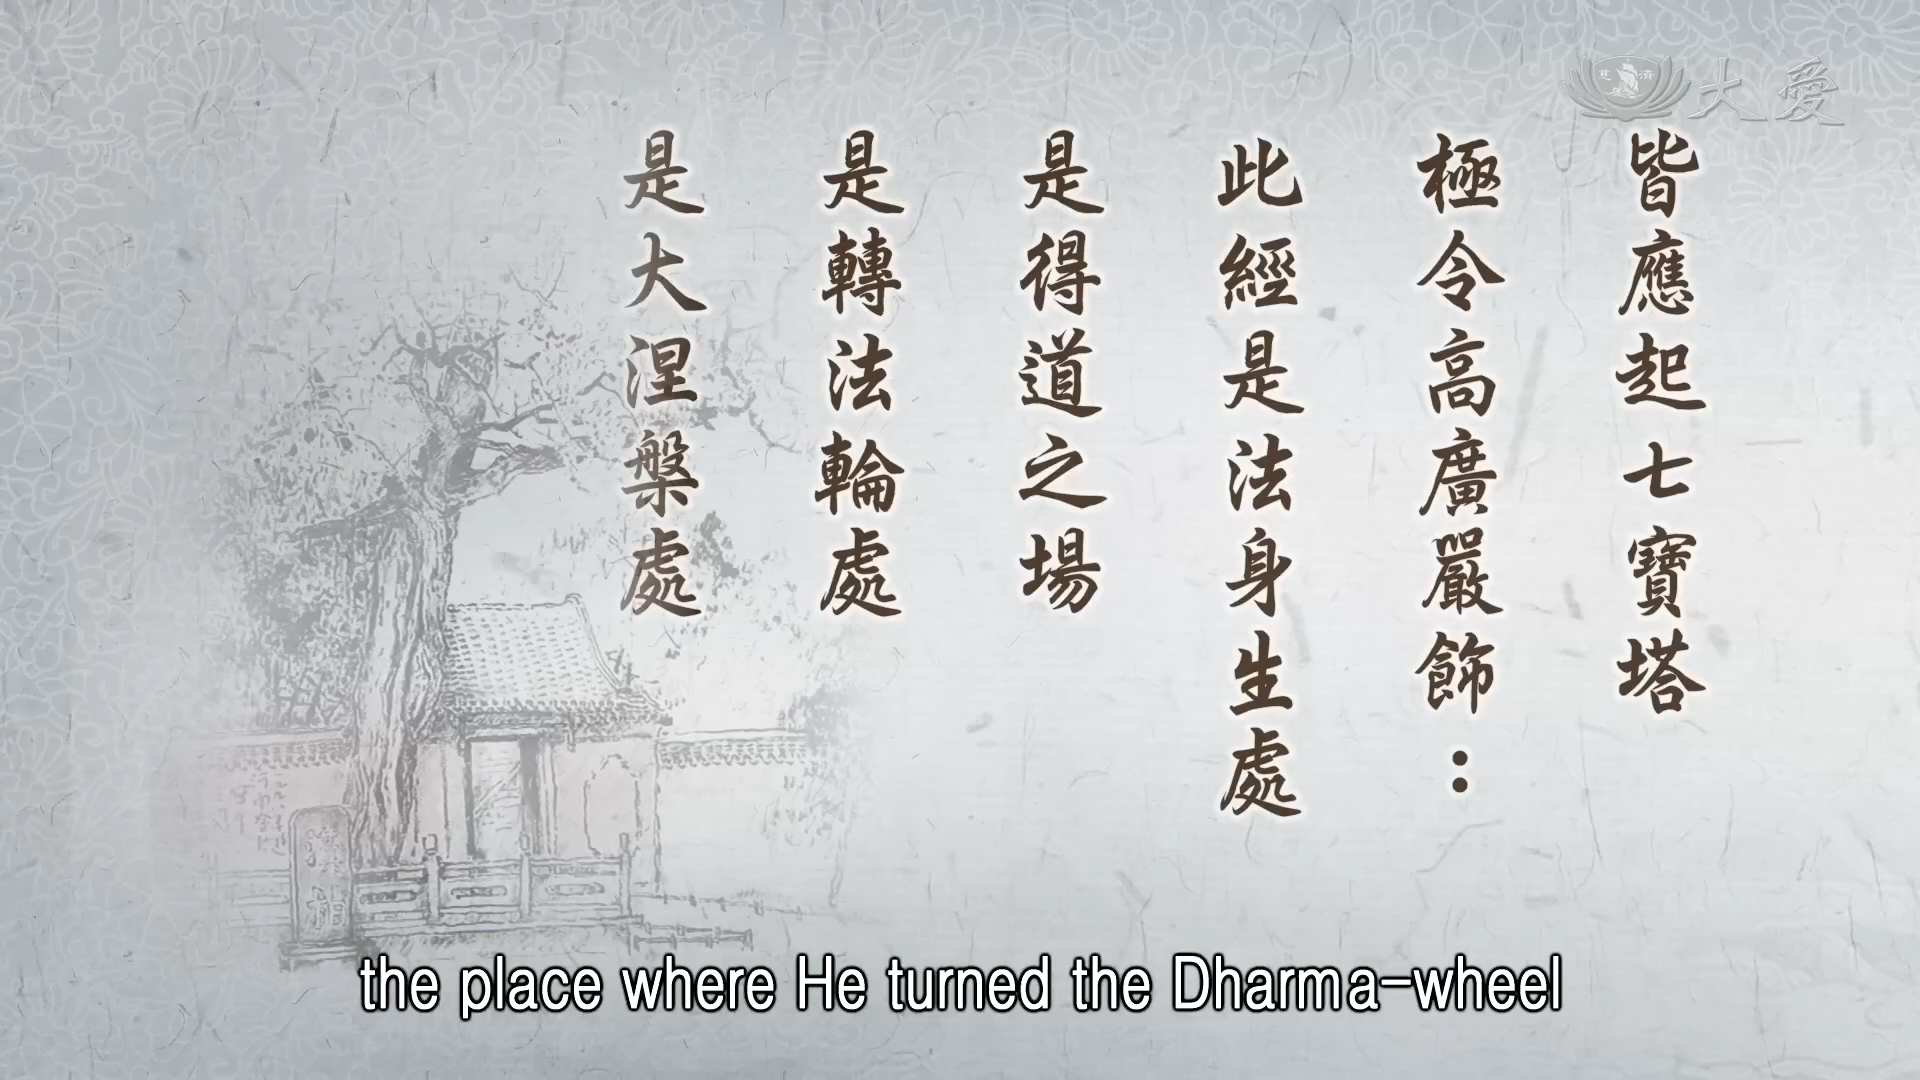 皆應起七寶塔
極令高廣嚴飾：
此經是法身生處
是得道之場
是轉法輪處
是大涅槃處
the place where He turned the Dharma-wheel
大愛
慈濟